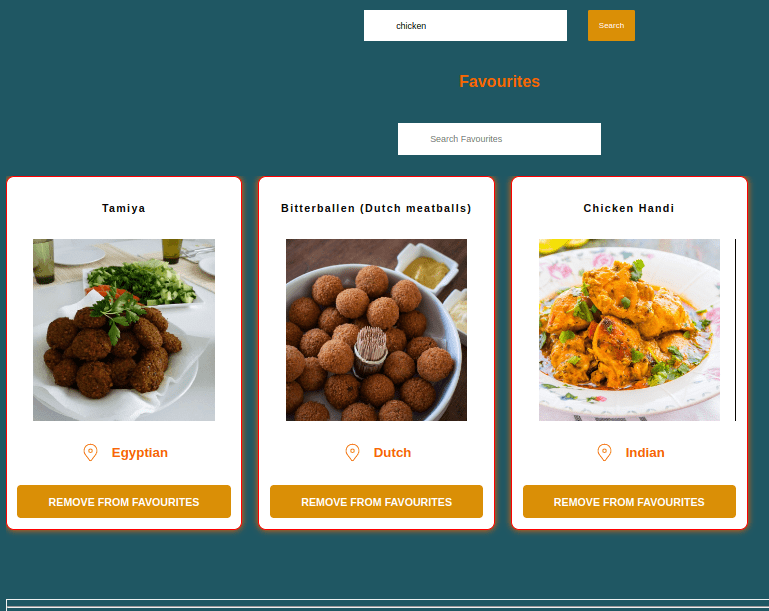 chicken
Search
Favourites
Search Favourites
Tamiya
Bitterballen (Dutch meatballs)
Chicken Handi
Egyptian
Dutch
Indian
REMOVE FROM FAVOURITES
REMOVE FROM FAVOURITES
REMOVE FROM FAVOURITES